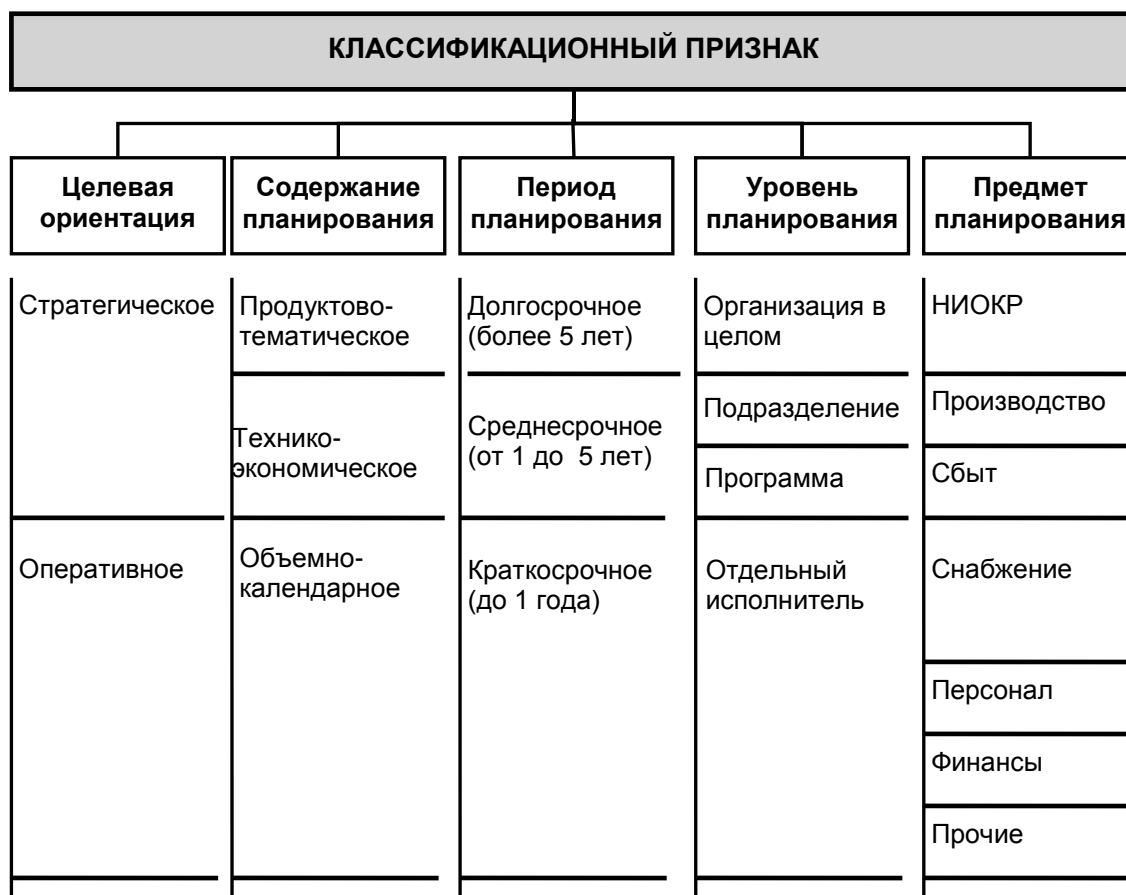 КЛАССИФИКАЦИОННЫЙ ПРИЗНАК
Целевая
ориентация
Содержание
планирования
Период
планирования
Уровень
планирования
Предмет
планирования
Стратегическое
Оперативное
Продуктово-
тематическое
Технико-
экономическое
Объемно-
календарное
Долгосрочное
(более 5 лет)
Среднесрочное
(от 1 до 5 лет)
Краткосрочное
(до 1 года)
Организация в
целом
Подразделение
Программа
Отдельный
исполнитель
НИОКР
Производство
Сбыт
Снабжение
Персонал
Финансы
Прочие